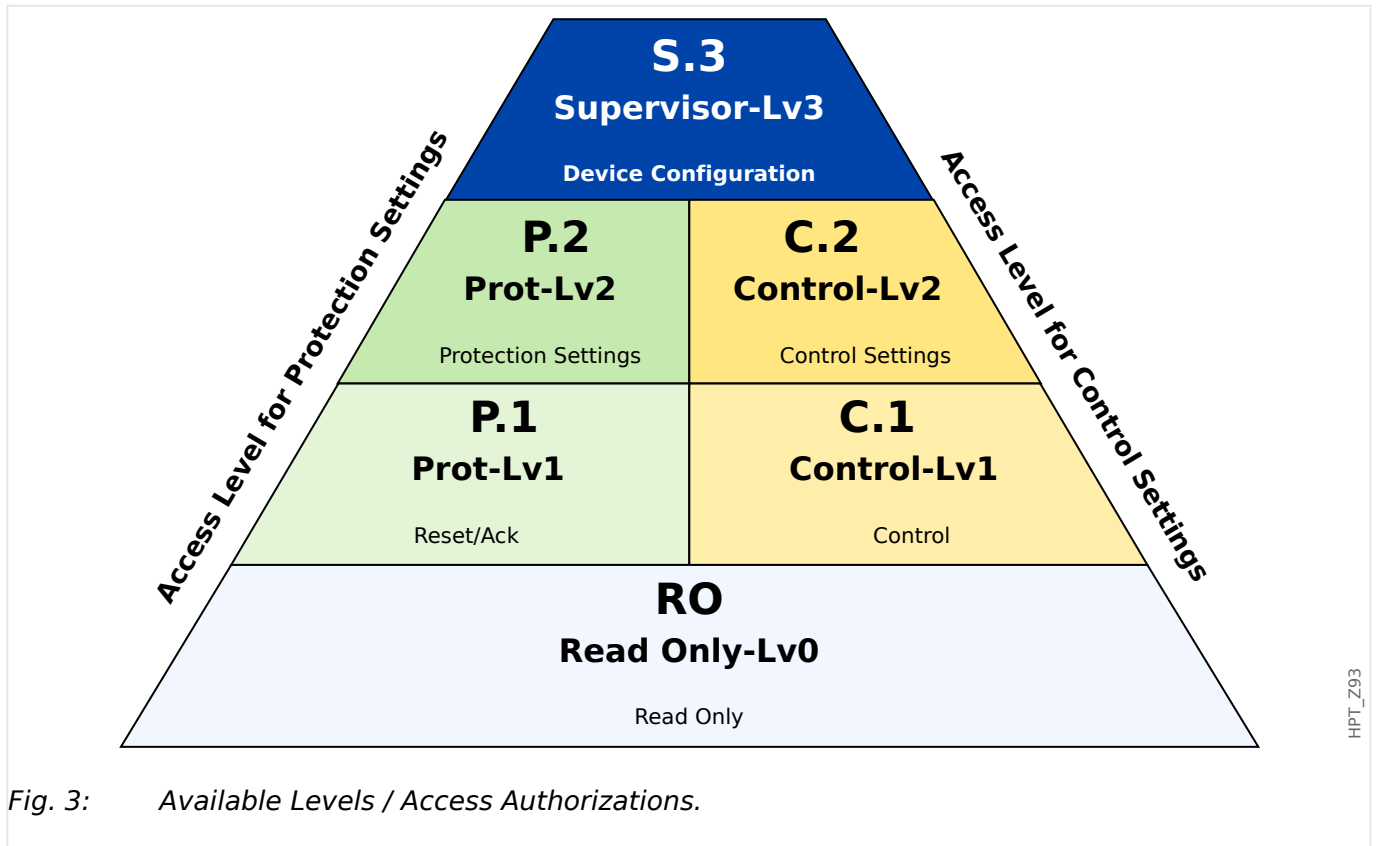 S.3
Supervisor-Lv3
Device Configuration
Access Level for Protection Settings
Access Level for Control Settings
P.2
Prot-Lv2
Protection Settings
C.2
Control-Lv2
Control Settings
P.1
Prot-Lv1
Reset/Ack
C.1
Control-Lv1
Control
RO
Read Only-Lv0
Read Only
HPT_Z93
Fig. 3: Available Levels / Access Authorizations.